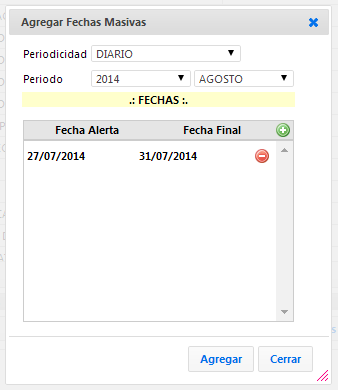 Agregar Fechas Masivas
Periodicidad DIARIO
Periodo 2014 AGOSTO
.: FECHAS :.
Fecha Alerta Fecha Final
27/07/2014 31/07/2014
Agregar Cerrar